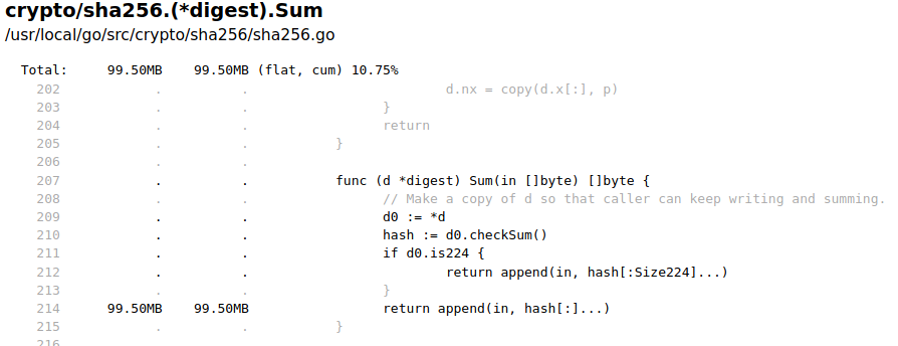 crypto/sha256.(*digest).Sum
/usr/local/go/src/crypto/sha256/sha256.go
Total: 99.50MB 99.50MB (flat, cum) 10.75%
202 . . d.nx = copy(d.x[:], p)
203 . . }
204 . . return
205 . . }
206 . .
207 . . func (d *digest) Sum(in []byte) []byte {
208 . . // Make a copy of d so that caller can keep writing and summing.
209 . . d0 := *d
210 . . hash := d0.checkSum()
211 . . if d0.is224 {
212 . . return append(in, hash[:Size224]...)
213 . . }
214 99.50MB 99.50MB return append(in, hash[:]...)
215 . . }
216